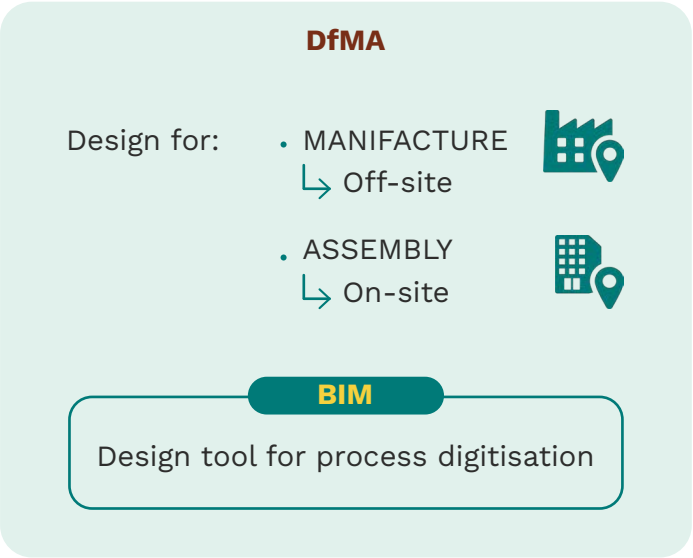 DfMA
Design for:
• MANIFACTURE
Off-site
• ASSEMBLY
On-site
BIM
Design tool for process digitisation